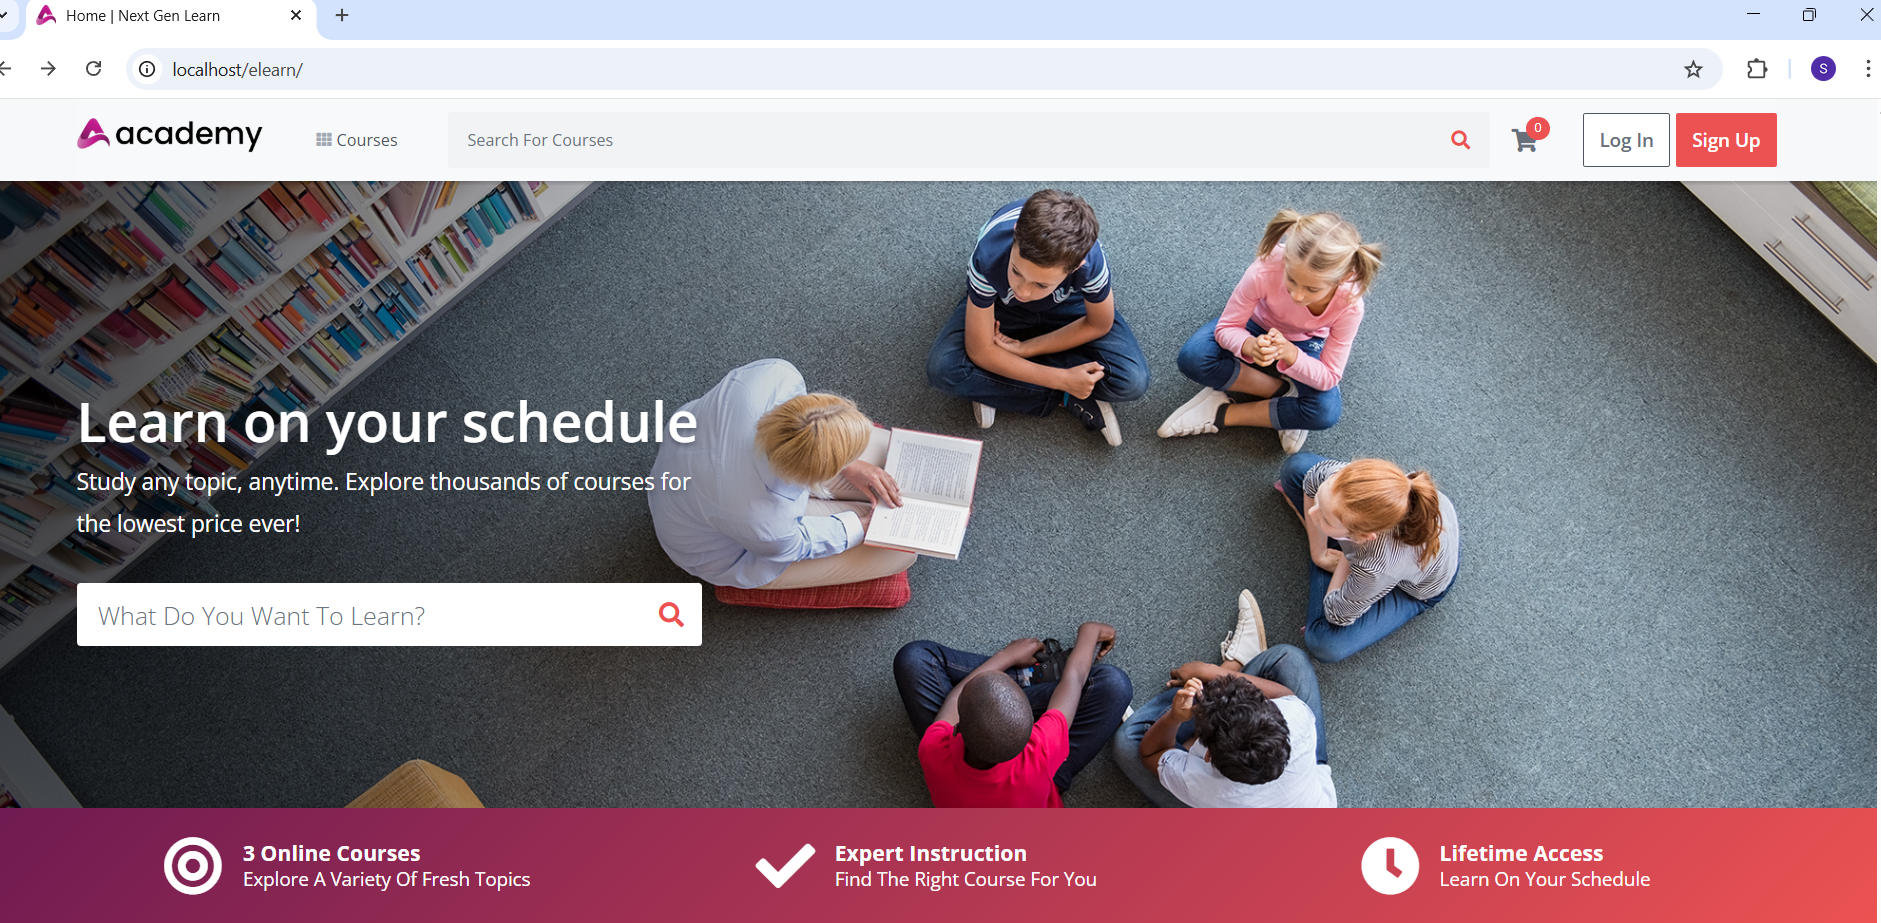 Home | Next Gen Learn
localhost/elearn/
S
academy
Courses
Search For Courses
0
Log In
Sign Up
Learn on your schedule
Study any topic, anytime. Explore thousands of courses for
the lowest price ever!
What Do You Want To Learn?
3 Online Courses
Explore A Variety Of Fresh Topics
Expert Instruction
Find The Right Course For You
Lifetime Access
Learn On Your Schedule